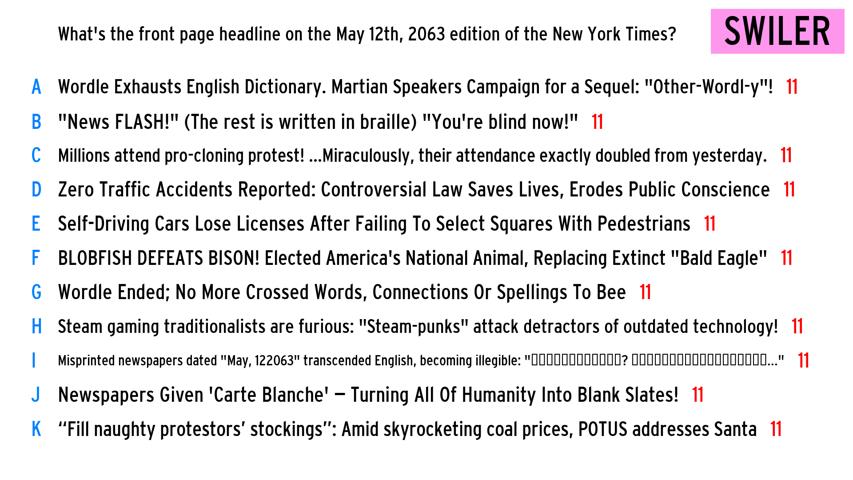 What's the front page headline on the May 12th, 2063 edition of the New York Times?
SWILER
A Wordle Exhausts English Dictionary. Martian Speakers Campaign for a Sequel: "Other-Wordl-y"! 11
B "News FLASH!" (The rest is written in braille) "You're blind now!" 11
C Millions attend pro-cloning protest! ...Miraculously, their attendance exactly doubled from yesterday. 11
D Zero Traffic Accidents Reported: Controversial Law Saves Lives, Erodes Public Conscience 11
E Self-Driving Cars Lose Licenses After Failing To Select Squares With Pedestrians 11
F BLOBFISH DEFEATS BISON! Elected America's National Animal, Replacing Extinct "Bald Eagle" 11
G Wordle Ended; No More Crossed Words, Connections Or Spellings To Bee 11
H Steam gaming traditionalists are furious: "Steam-punks" attack detractors of outdated technology! 11
I Misprinted newspapers dated "May, 122063" transcended English, becoming illegible: "▯▯▯▯▯▯▯▯▯▯▯▯▯? ▯▯▯▯▯▯▯▯▯▯▯▯▯▯▯▯▯▯▯..." 11
J Newspapers Given 'Carte Blanche' – Turning All Of Humanity Into Blank Slates! 11
K “Fill naughty protestors’ stockings”: Amid skyrocketing coal prices, POTUS addresses Santa 11